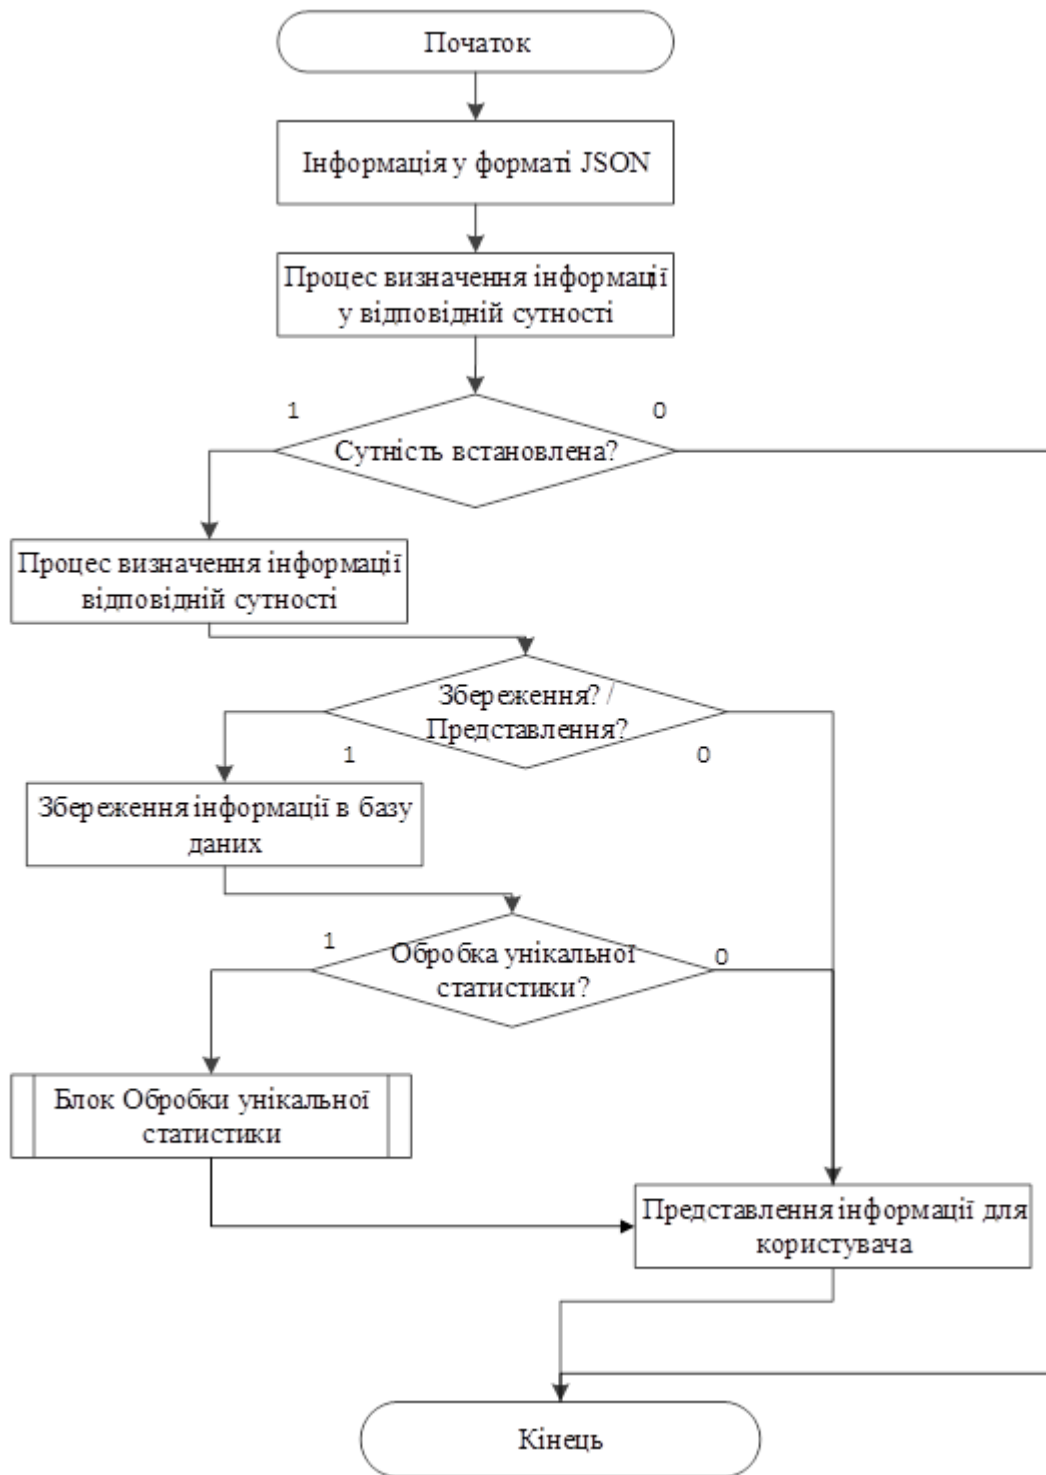 Початок
Інформація у форматі JSON
Процес визначення інформації
у відповідній сутності
1
0
Сутність встановлена?
Процес визначення інформації
відповідній сутності
Збереження? /
Представлення?
1
0
Збереження інформації в базу
даних
1
0
Обробка унікальної
статистики?
Блок Обробки унікальної
статистики
Представлення інформації для
користувача
Кінець